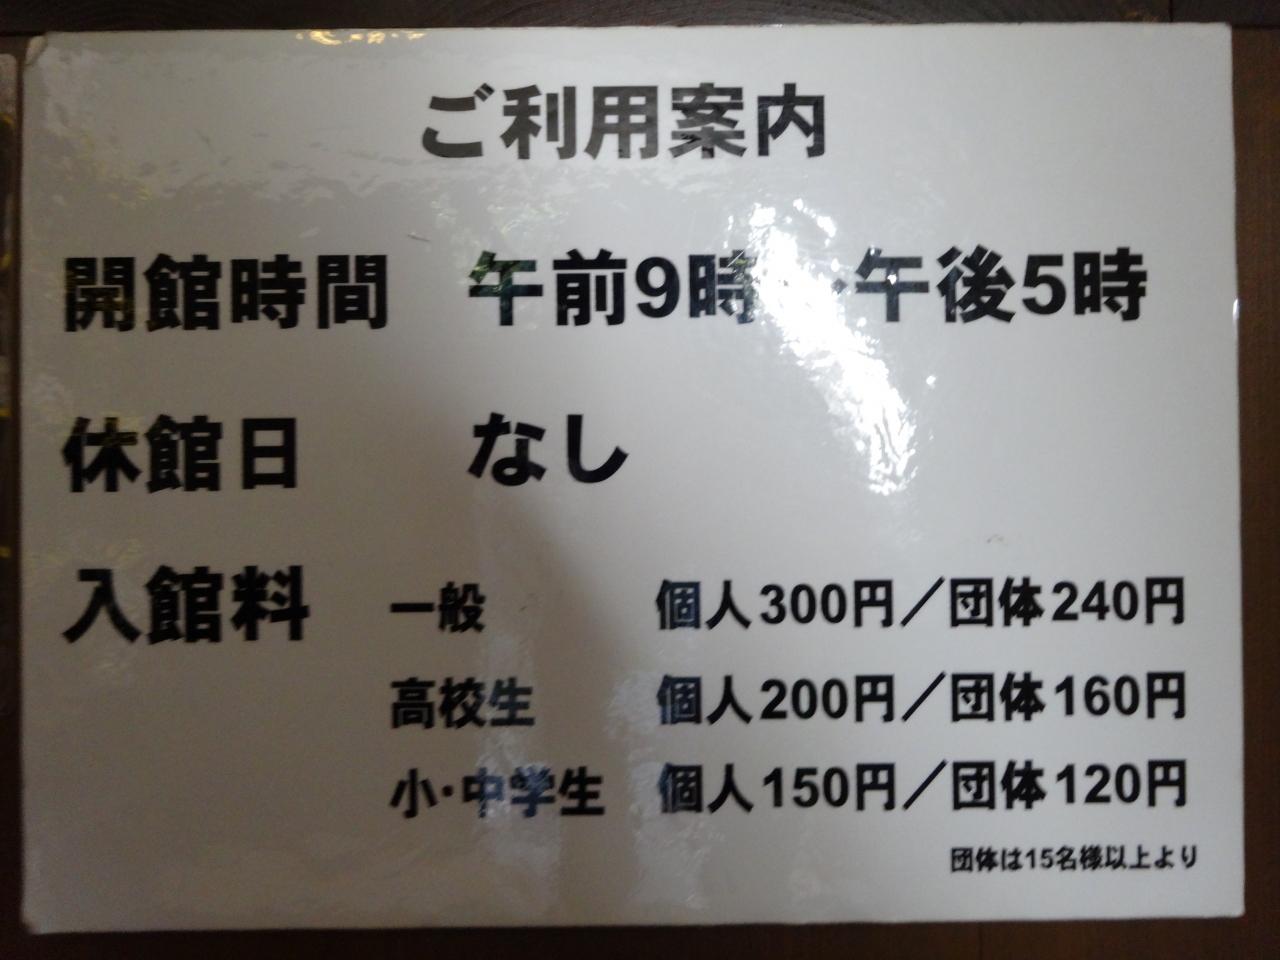 ご利用案内
開館時間 午前9時～午後5時
休館日 なし
入館料 一般 個人300円／団体240円
高校生 個人200円／団体160円
小・中学生 個人150円／団体120円
団体は15名様以上より